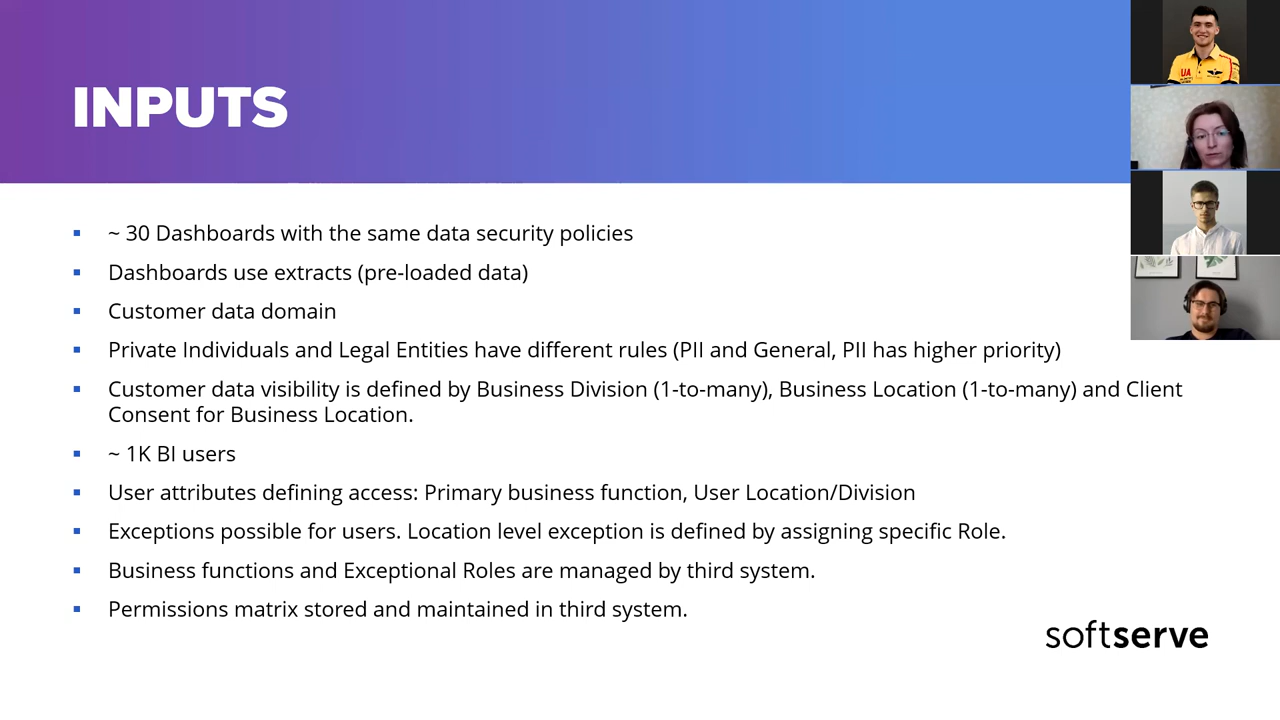 INPUTS
UA
~ 30 Dashboards with the same data security policies
Dashboards use extracts (pre-loaded data)
Customer data domain
Private Individuals and Legal Entities have different rules (PII and General, PII has higher priority)
Customer data visibility is defined by Business Division (1-to-many), Business Location (1-to-many) and Client
Consent for Business Location.
~ 1K BI users
User attributes defining access: Primary business function, User Location/Division
Exceptions possible for users. Location level exception is defined by assigning specific Role.
Business functions and Exceptional Roles are managed by third system.
Permissions matrix stored and maintained in third system.
softserve